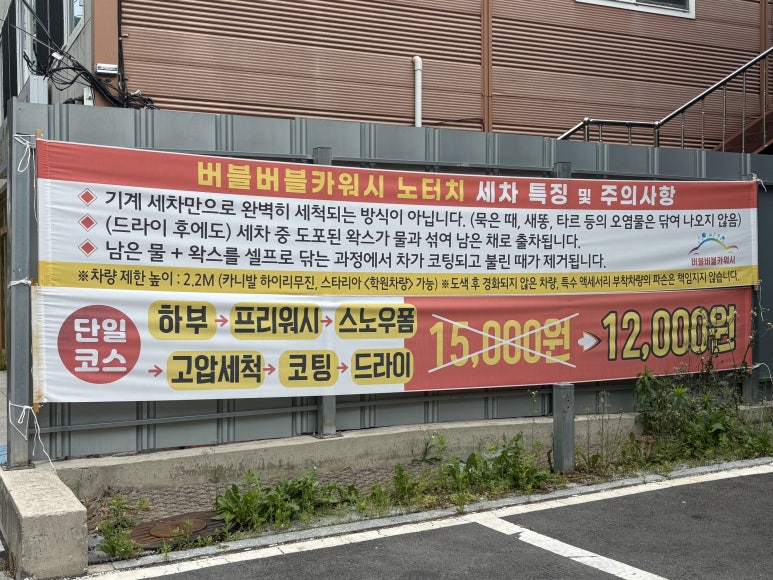 버블버블카워시 노터치 세차 특징 및 주의사항
기계 세차만으로 완벽히 세척되는 방식이 아닙니다. (묵은 때, 새똥, 타르 등의 오염물은 닦여 나오지 않음)
(드라이 후에도) 세차 중 도포된 왁스가 물과 섞여 남은 채로 출차됩니다.
남은 물 + 왁스를 셀프로 닦는 과정에서 차가 코팅되고 불린 때가 제거됩니다.
버블버블카워시
※차량 제한 높이 : 2.2M (카니발 하이리무진, 스타리아 <학원차량> 가능) ※도색 후 경화되지 않은 차량, 특수 액세서리 부착차량의 파손은 책임지지 않습니다.
단일
코스
하부→프리워시→스노우폼
→고압세척→코팅→드라이
15,000원 → 12,000원